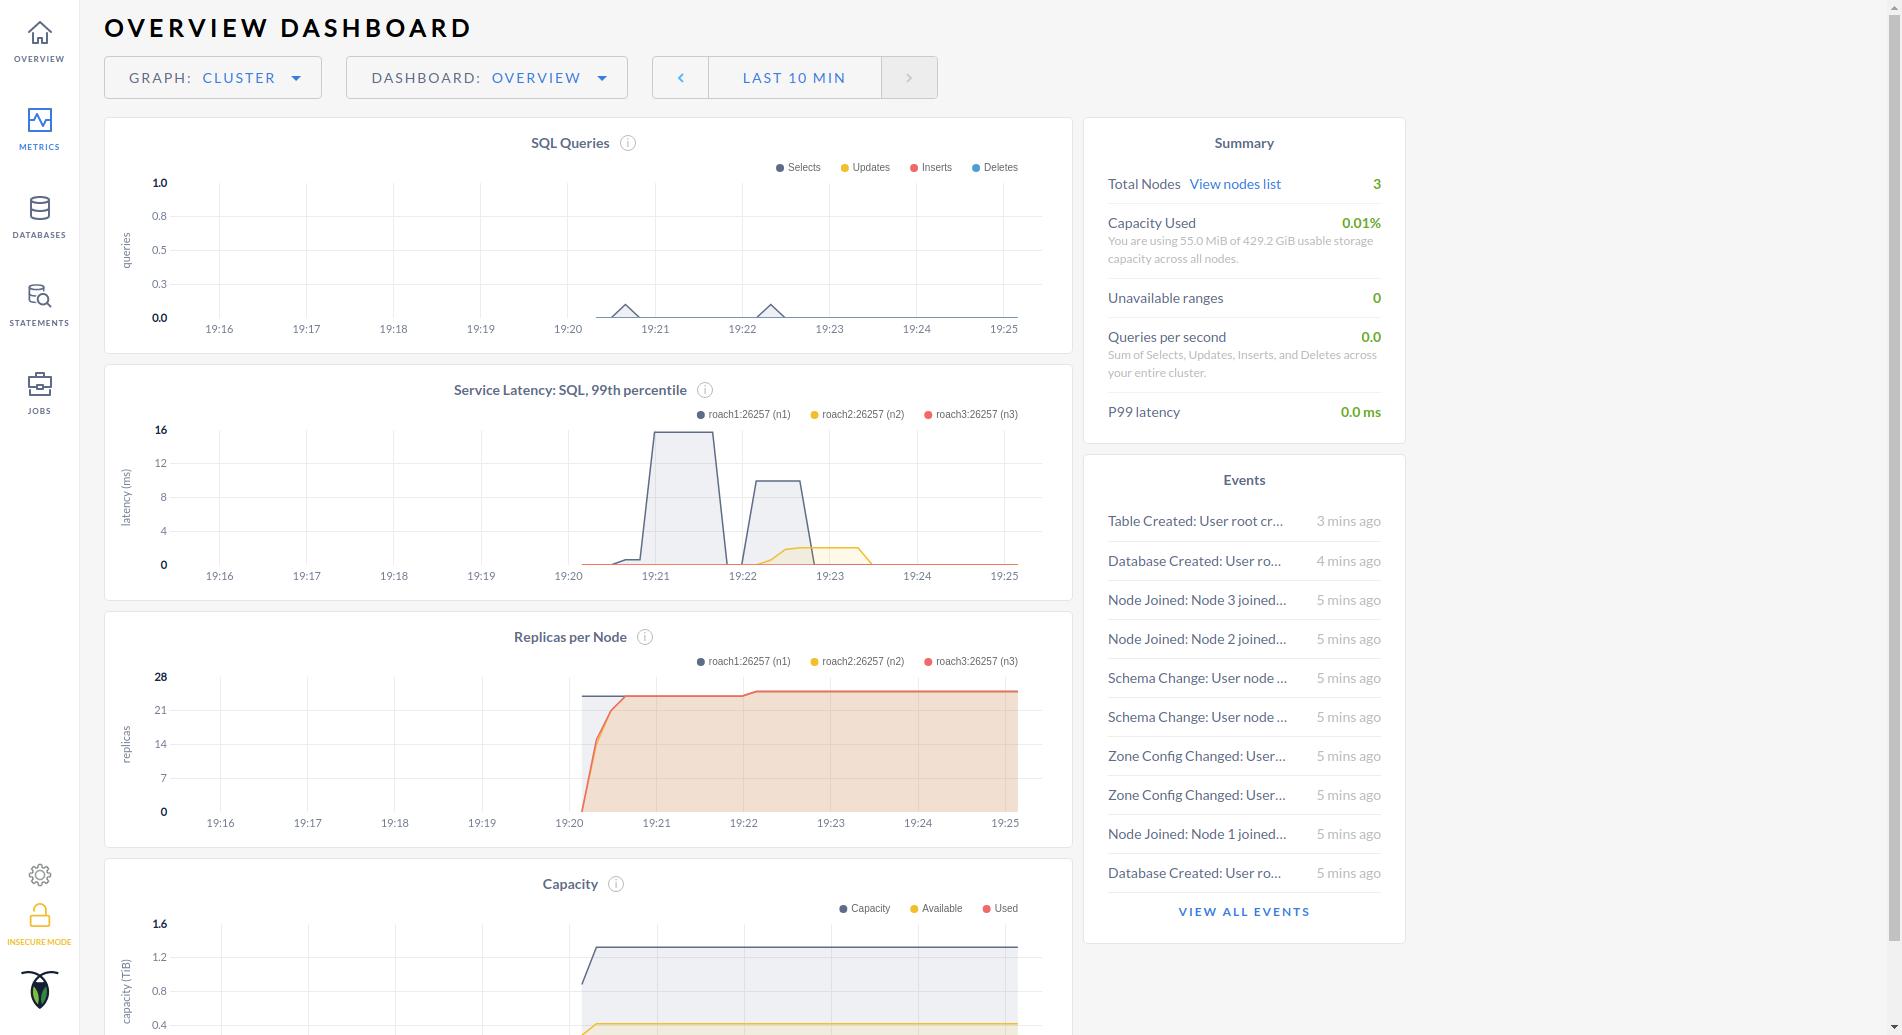 OVERVIEW
METRICS
DATABASES
STATEMENTS
JOBS
INSECURE MODE
OVERVIEW DASHBOARD
GRAPH: CLUSTER
DASHBOARD: OVERVIEW
LAST 10 MIN
SQL Queries
Selects Updates Inserts Deletes
queries
1.0
0.8
0.5
0.3
0.0
19:16 19:17 19:18 19:19 19:20 19:21 19:22 19:23 19:24 19:25
Service Latency: SQL, 99th percentile
roach1:26257 (n1) roach2:26257 (n2) roach3:26257 (n3)
latency (ms)
16
12
8
4
0
19:16 19:17 19:18 19:19 19:20 19:21 19:22 19:23 19:24 19:25
Replicas per Node
roach1:26257 (n1) roach2:26257 (n2) roach3:26257 (n3)
replicas
28
21
14
7
0
19:16 19:17 19:18 19:19 19:20 19:21 19:22 19:23 19:24 19:25
Capacity
Capacity Available Used
capacity (TiB)
1.6
1.2
0.8
0.4
Summary
Total Nodes View nodes list 3
Capacity Used 0.01%
You are using 55.0 MiB of 429.2 GiB usable storage
capacity across all nodes.
Unavailable ranges 0
Queries per second 0.0
Sum of Selects, Updates, Inserts, and Deletes across
your entire cluster.
P99 latency 0.0 ms
Events
Table Created: User root cr... 3 mins ago
Database Created: User ro... 4 mins ago
Node Joined: Node 3 joined... 5 mins ago
Node Joined: Node 2 joined... 5 mins ago
Schema Change: User node ... 5 mins ago
Schema Change: User node ... 5 mins ago
Zone Config Changed: User... 5 mins ago
Zone Config Changed: User... 5 mins ago
Node Joined: Node 1 joined... 5 mins ago
Database Created: User ro... 5 mins ago
VIEW ALL EVENTS